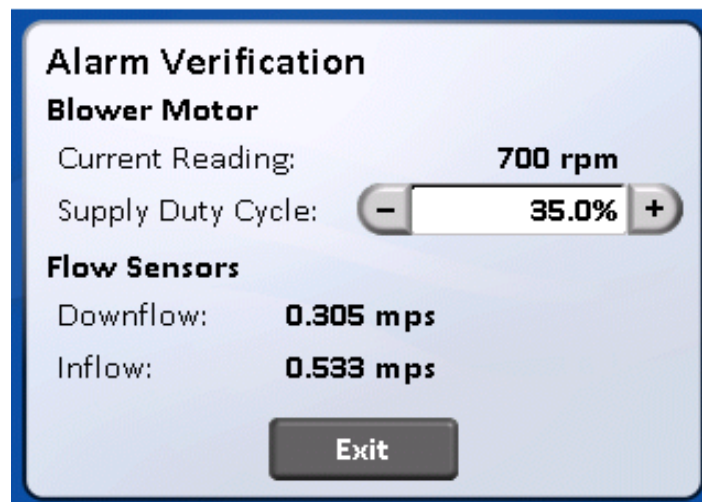 Alarm Verification
Blower Motor
Current Reading: 700 rpm
Supply Duty Cycle: - 35.0% +
Flow Sensors
Downflow: 0.305 mps
Inflow: 0.533 mps
Exit